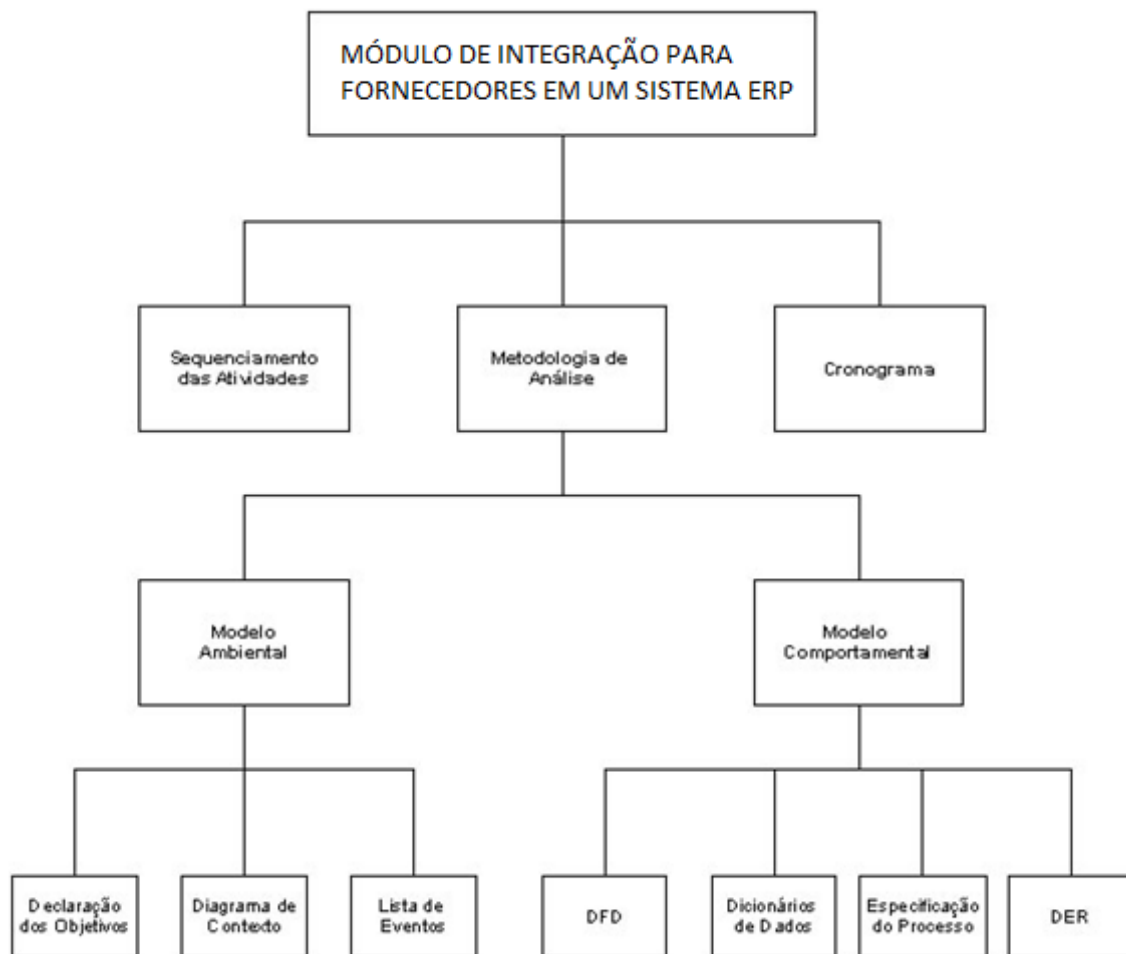 MÓDULO DE INTEGRAÇÃO PARA
FORNECEDORES EM UM SISTEMA ERP
Sequenciamento
das Atividades
Metodologia de
Análise
Cronograma
Modelo
Ambiental
Modelo
Comportamental
Declaração
dos Objetivos
Diagrama de
Contexto
Lista de
Eventos
DFD
Dicionários
de Dados
Especificação
do Processo
DER